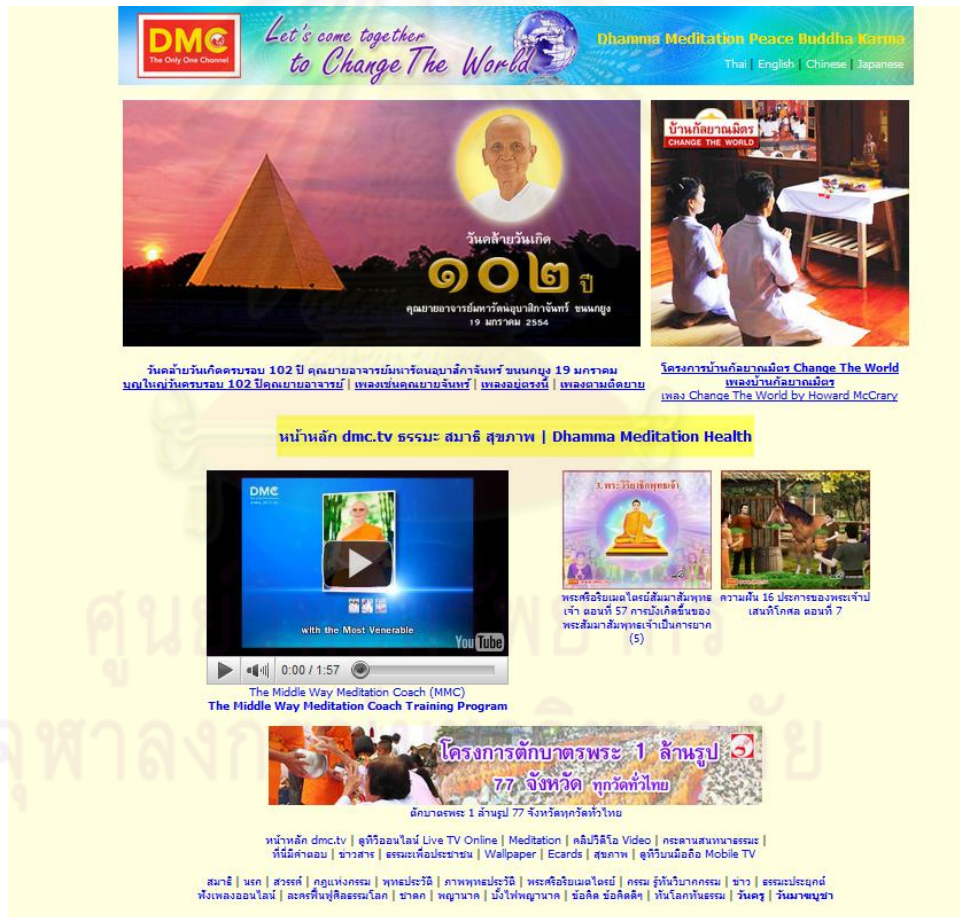 DMC
The Only One Channel
Let's come together
to Change The World
Dhamma Meditation Peace Buddha Karma
Thai | English | Chinese | Japanese
บ้านกัลยาณมิตร
CHANGE THE WORLD
วันคล้ายวันเกิด
๑๐๒ ปี
คุณยายอาจารย์มหารัตนอุบาสิกาจันทร์ ขนนกยูง
19 มกราคม 2554
วันคล้ายวันเกิดครบรอบ 102 ปี คุณยายอาจารย์มหารัตนอุบาสิกาจันทร์ ขนนกยูง 19 มกราคม
บุญใหญ่วันครบรอบ 102 ปีคุณยายอาจารย์ | เพลงเช่นคุณยายจันทร์ | เพลงอยู่ตรงนี้ | เพลงตามติดยาย
โครงการบ้านกัลยาณมิตร Change The World
เพลงบ้านกัลยาณมิตร
เพลง Change The World by Howard McCrary
หน้าหลัก dmc.tv ธรรมะ สมาธิ สุขภาพ | Dhamma Meditation Health
DMC
with the Most Venerable
YouTube
0:00 / 1:57
The Middle Way Meditation Coach (MMC)
The Middle Way Meditation Coach Training Program
3. พระวิริยาธิกพุทธเจ้า
พระศรีอริยเมตไตรย์สัมมาสัมพุทธ
เจ้า ตอนที่ 57 การบังเกิดขึ้นของ
พระสัมมาสัมพุทธเจ้าเป็นการยาก
(5)
ความฝัน 16 ประการของพระเจ้าป
เสนทิโกศล ตอนที่ 7
โครงการตักบาตรพระ 1 ล้านรูป
77 จังหวัด ทุกวัดทั่วไทย
ตักบาตรพระ 1 ล้านรูป 77 จังหวัดทุกวัดทั่วไทย
หน้าหลัก dmc.tv | ดูทีวีออนไลน์ Live TV Online | Meditation | คลิปวิดีโอ Video | กระดานสนทนาธรรมะ |
ที่นี่มีคำตอบ | ข่าวสาร | ธรรมะเพื่อประชาชน | Wallpaper | Ecards | สุขภาพ | ดูทีวีบนมือถือ Mobile TV
สมาธิ | นรก | สวรรค์ | กฎแห่งกรรม | พุทธประวัติ | ภาพพุทธประวัติ | พระศรีอริยเมตไตรย์ | กรรม รู้ทันวิบากกรรม | ข่าว | ธรรมะประยุกต์
ฟังเพลงออนไลน์ | ละครฟื้นฟูศีลธรรมโลก | ชาดก | พญานาค | บั้งไฟพญานาค | ข้อคิด ข้อคิดดีๆ | ทันโลกทันธรรม | วันครู | วันมาฆบูชา